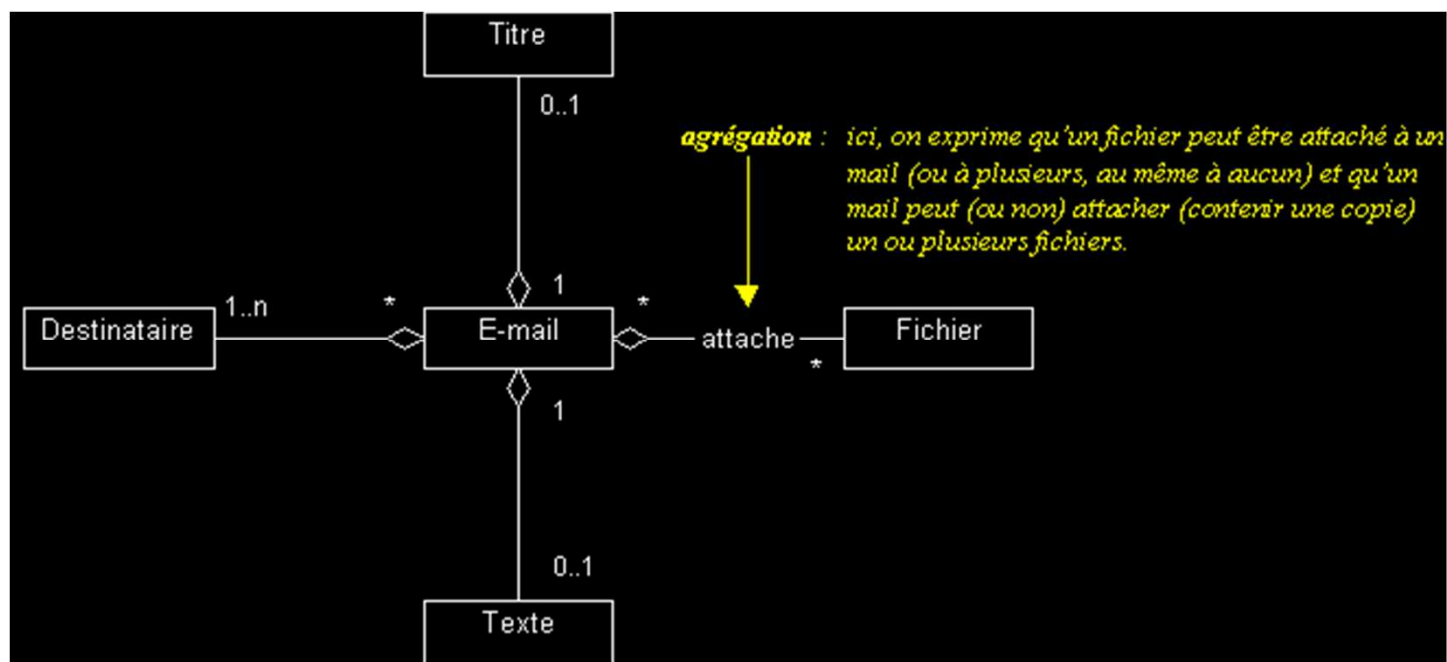 Titre
0..1
agrégation : ici, on exprime qu'un fichier peut être attaché à un
mail (ou à plusieurs, au même à aucun) et qu'un
mail peut (ou non) attacher (contenir une copie)
un ou plusieurs fichiers.
1
1..n
*
*
Destinataire
E-mail
attache
Fichier
*
1
0..1
Texte